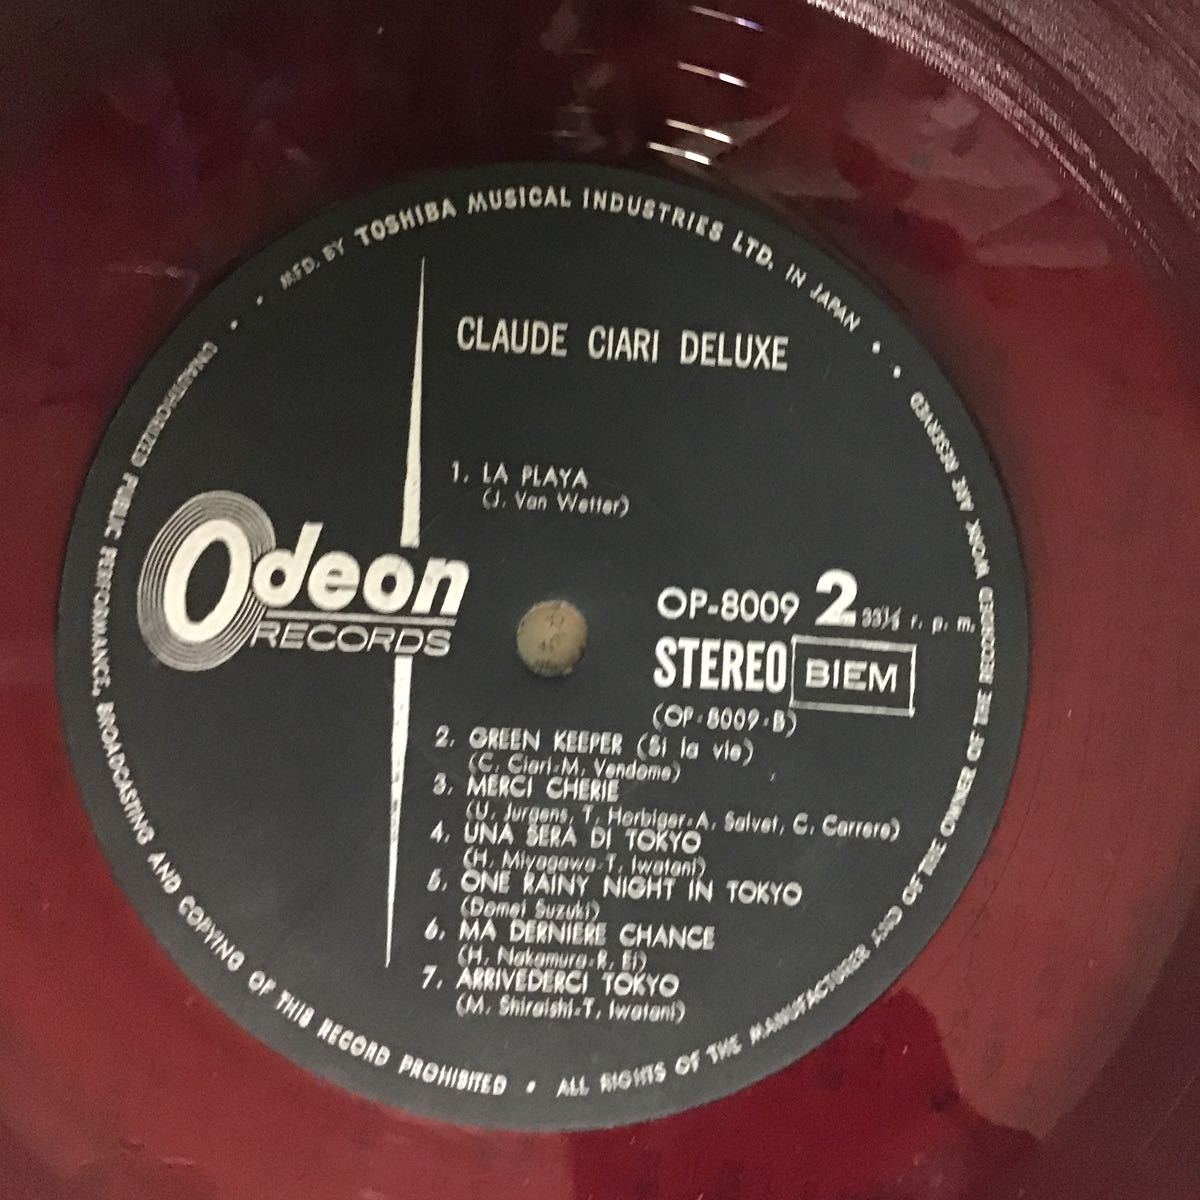 MFD. BY TOSHIBA MUSICAL INDUSTRIES LTD. IN JAPAN
CLAUDE CIARI DELUXE
1. LA PLAYA
(J. Van Wetter)
Odeon
RECORDS
OP-8009 2 33⅓ r. p. m.
STEREO BIEM
(OP-8009-B)
2. GREEN KEEPER (Si la vie)
(C. Ciari-M. Vendome)
3. MERCI CHERIE
(U. Jurgens, T. Horbiger-A. Salvet, C. Carrere)
4. UNA SERA DI TOKYO
(H. Miyagawa-T. Iwatani)
5. ONE RAINY NIGHT IN TOKYO
(Domei Suzuki)
6. MA DERNIERE CHANCE
(H. Nakamura-R. Ei)
7. ARRIVEDERCI TOKYO
(M. Shiraishi-T. Iwatani)
UNAUTHORIZED PUBLIC PERFORMANCE, BROADCASTING AND COPYING OF THIS RECORD PROHIBITED • ALL RIGHTS OF THE MANUFACTURER AND OF THE OWNER OF THE RECORDED WORK ARE RESERVED